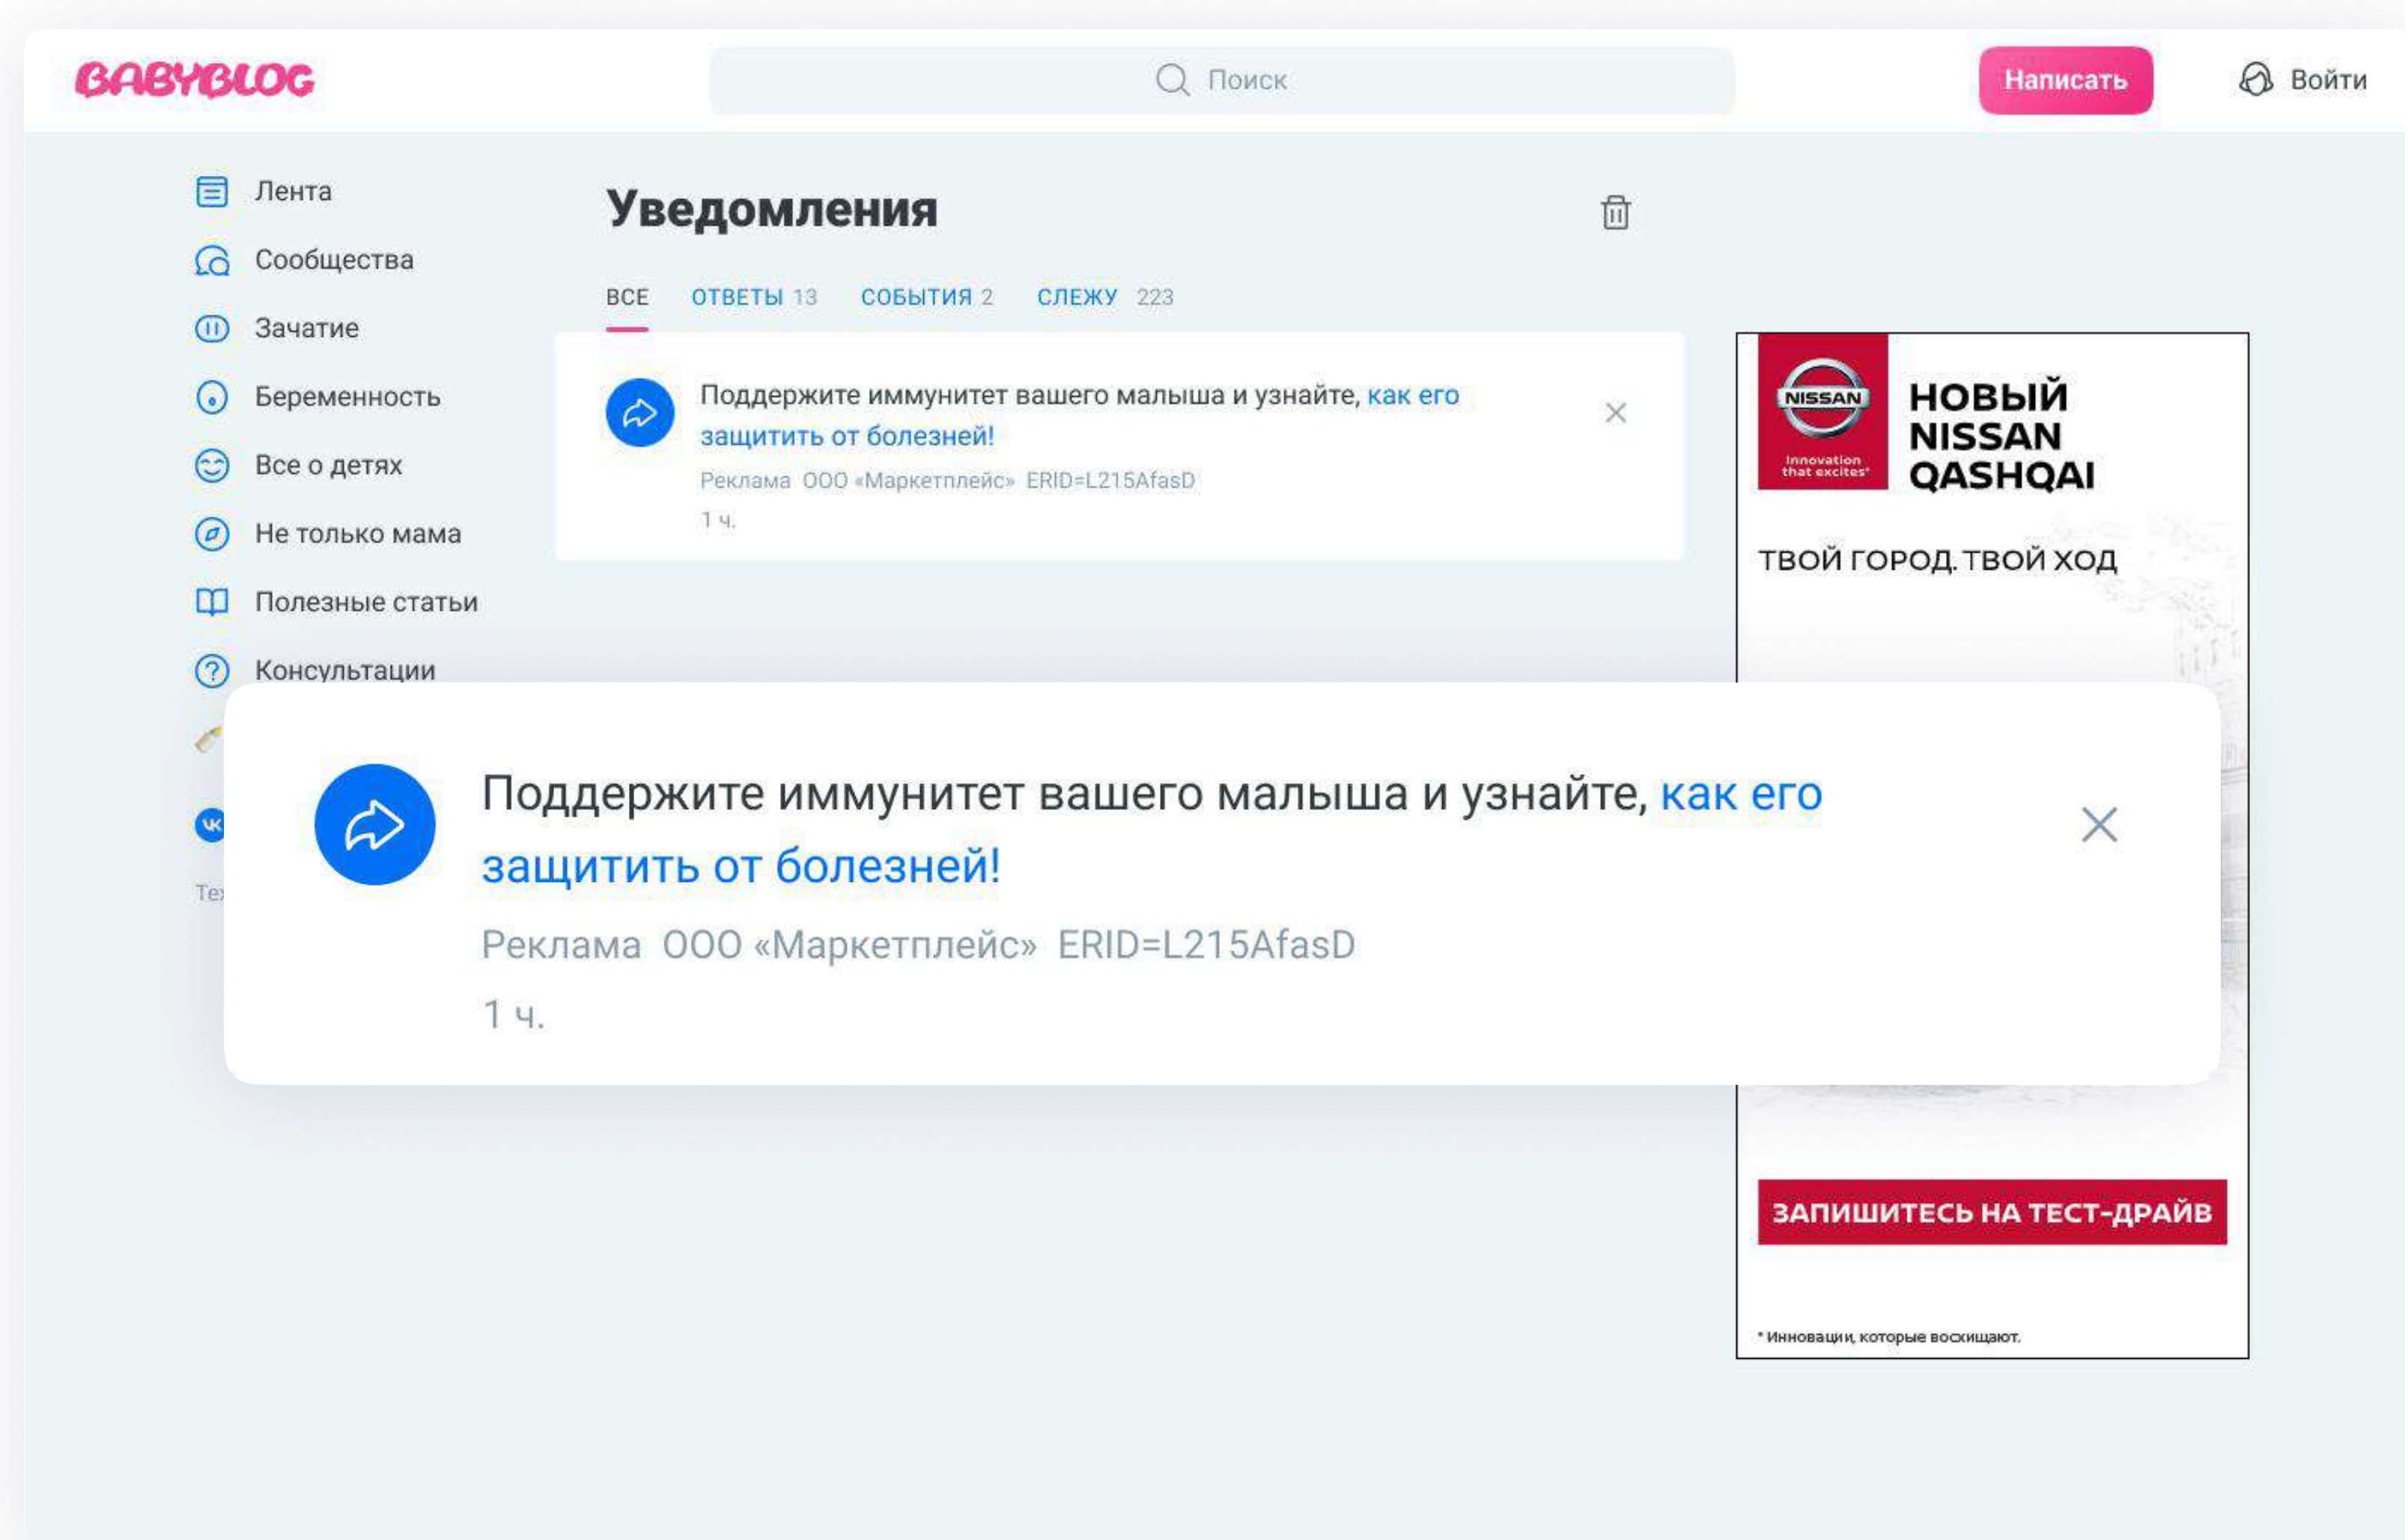 BABYBLOG
Поиск
Написать
Войти
Лента
Сообщества
Зачатие
Беременность
Все о детях
Не только мама
Полезные статьи
Консультации
Уведомления
ВСЕ ОТВЕТЫ 13 СОБЫТИЯ 2 СЛЕЖУ 223
Поддержите иммунитет вашего малыша и узнайте, как его
защитить от болезней!
Реклама ООО «Маркетплейс» ERID=L215AfasD
1 ч.
NISSAN
Innovation
that excites*
НОВЫЙ
NISSAN
QASHQAI
ТВОЙ ГОРОД. ТВОЙ ХОД
Поддержите иммунитет вашего малыша и узнайте, как его
защитить от болезней!
Реклама ООО «Маркетплейс» ERID=L215AfasD
1 ч.
ЗАПИШИТЕСЬ НА ТЕСТ-ДРАЙВ
* Инновации, которые восхищают.